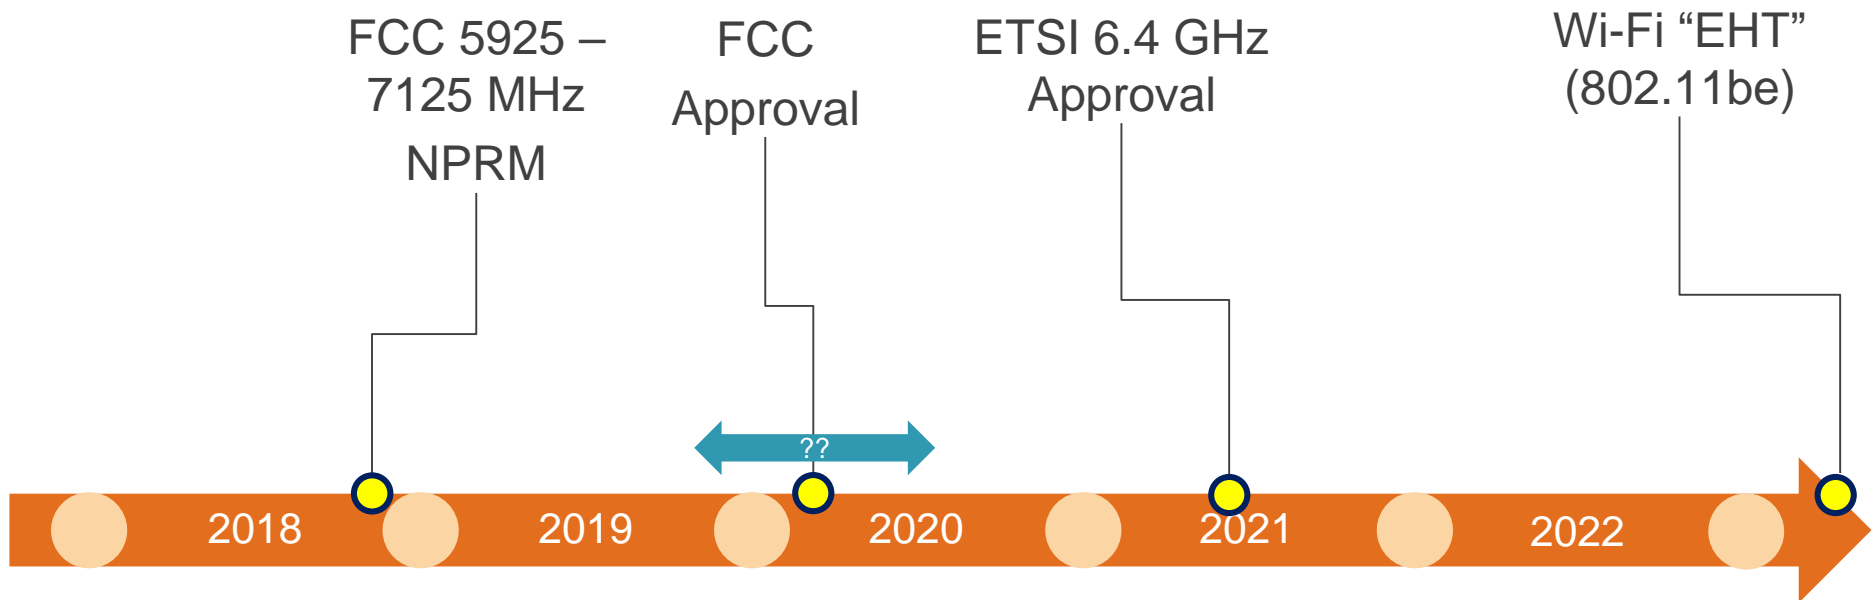 FCC 5925 –
7125 MHz
NPRM
FCC
Approval
ETSI 6.4 GHz
Approval
Wi-Fi “EHT”
(802.11be)
??
2018
2019
2020
2021
2022